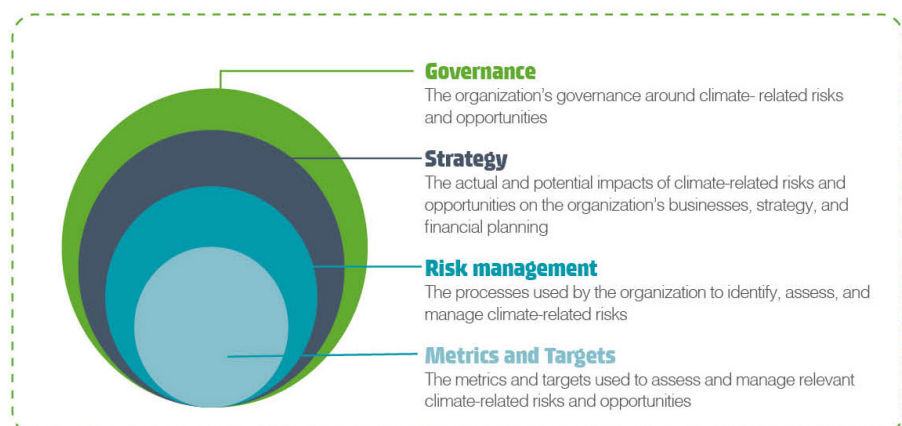 Governance
The organization's governance around climate- related risks
and opportunities
Strategy
The actual and potential impacts of climate-related risks and
opportunities on the organization's businesses, strategy, and
financial planning
Risk management
The processes used by the organization to identify, assess, and
manage climate-related risks
Metrics and Targets
The metrics and targets used to assess and manage relevant
climate-related risks and opportunities